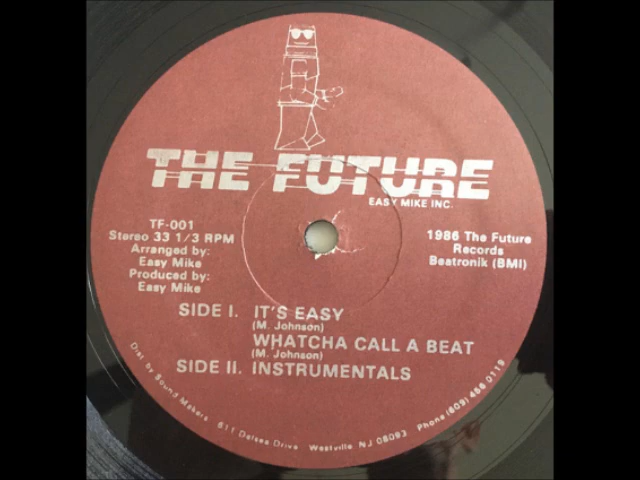 THE FUTURE
EASY MIKE INC.
TF-001
Stereo 33 1/3 RPM
Arranged by:
Easy Mike
Produced by:
Easy Mike
1986 The Future
Records
Beatronik (BMI)
SIDE I. IT'S EASY
(M. Johnson)
WHATCHA CALL A BEAT
(M. Johnson)
SIDE II. INSTRUMENTALS
Dist by Sound Makers 611 Delsea Drive Westville NJ 08093 Phone (609) 456 0119